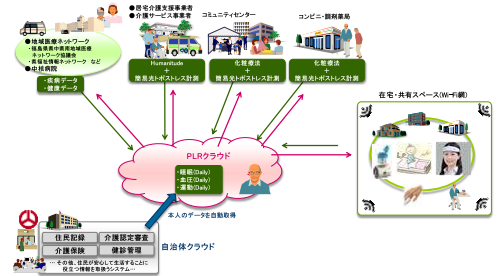 ●地域医療ネットワーク
・福島県県中県南地域医療
ネットワーク協議会
・県福祉情報ネットワーク など
●中核病院
・疾病データ
・健康データ
●居宅介護支援事業者
●介護サービス事業者
Humanitude
+
簡易光トポストレス計測
コミュニティセンター
化粧療法
+
簡易光トポストレス計測
コンビニ・調剤薬局
化粧療法
+
簡易光トポストレス計測
在宅・共有スペース(Wi-Fi網)
PLRクラウド
・睡眠(Daily)
・血圧(Daily)
・運動(Daily)
本人のデータを自動取得
自治体クラウド
住民記録
介護認定審査
介護保険
健診管理
… その他、住民が安心して生活することに
役立つ情報を取扱うシステム…